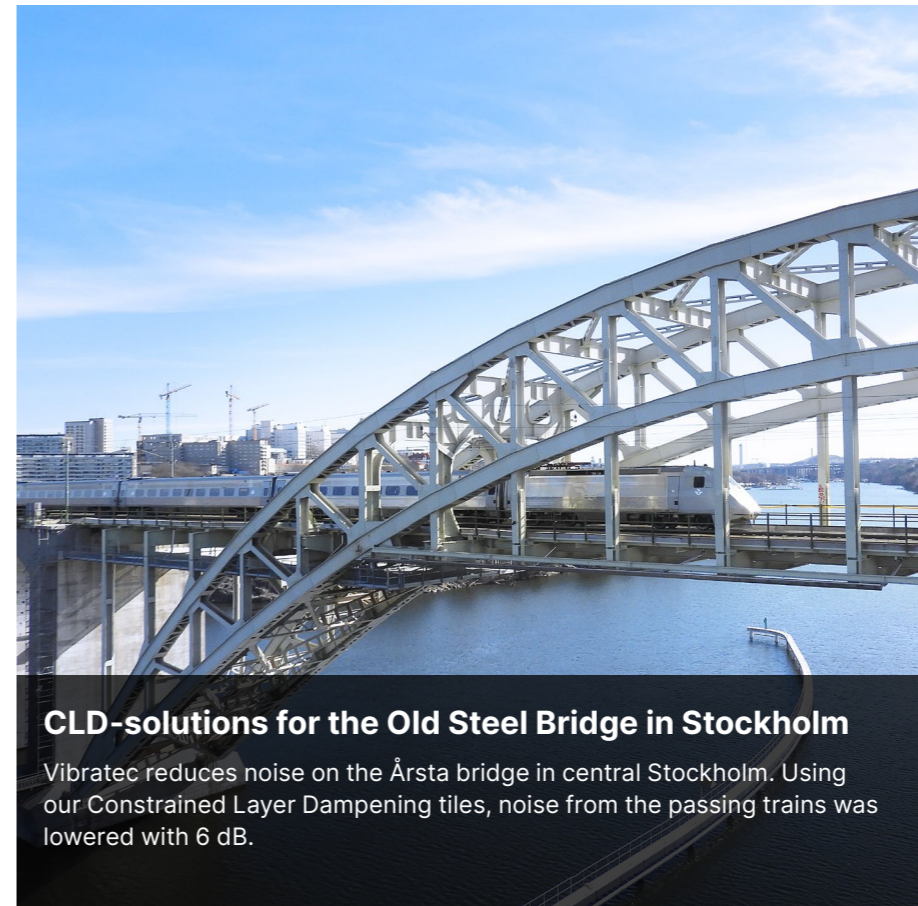 CLD-solutions for the Old Steel Bridge in Stockholm
Vibratec reduces noise on the Årsta bridge in central Stockholm. Using
our Constrained Layer Dampening tiles, noise from the passing trains was
lowered with 6 dB.